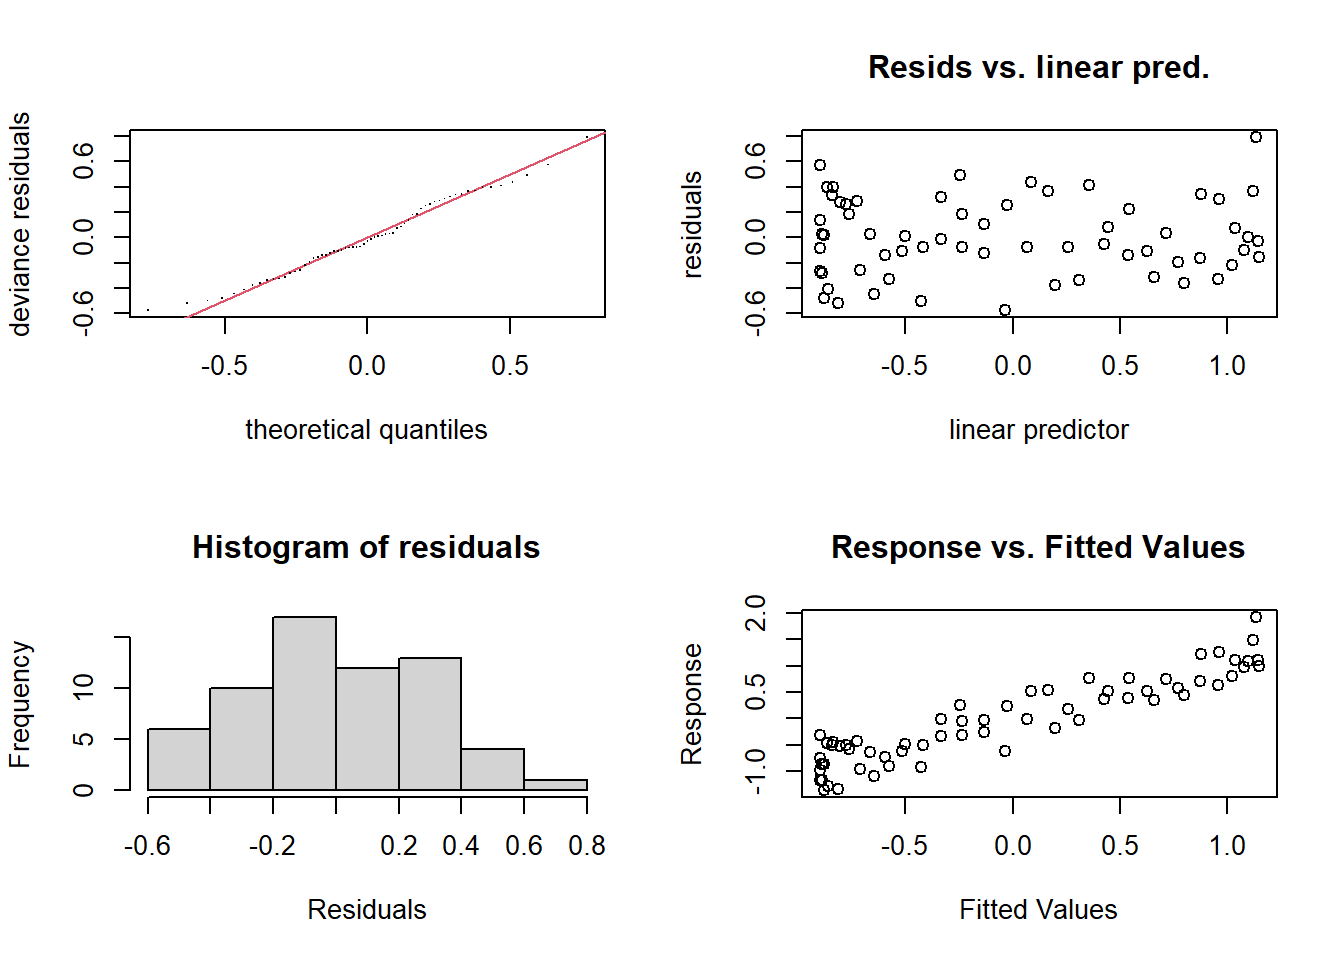 deviance residuals
-0.6 0.0 0.6
-0.5 0.0 0.5
theoretical quantiles
Resids vs. linear pred.
residuals
-0.6 0.0 0.6
-0.5 0.0 0.5 1.0
linear predictor
Histogram of residuals
Frequency
0 5 10
-0.6 -0.2 0.2 0.4 0.6 0.8
Residuals
Response vs. Fitted Values
Response
-1.0 0.5 2.0
-0.5 0.0 0.5 1.0
Fitted Values